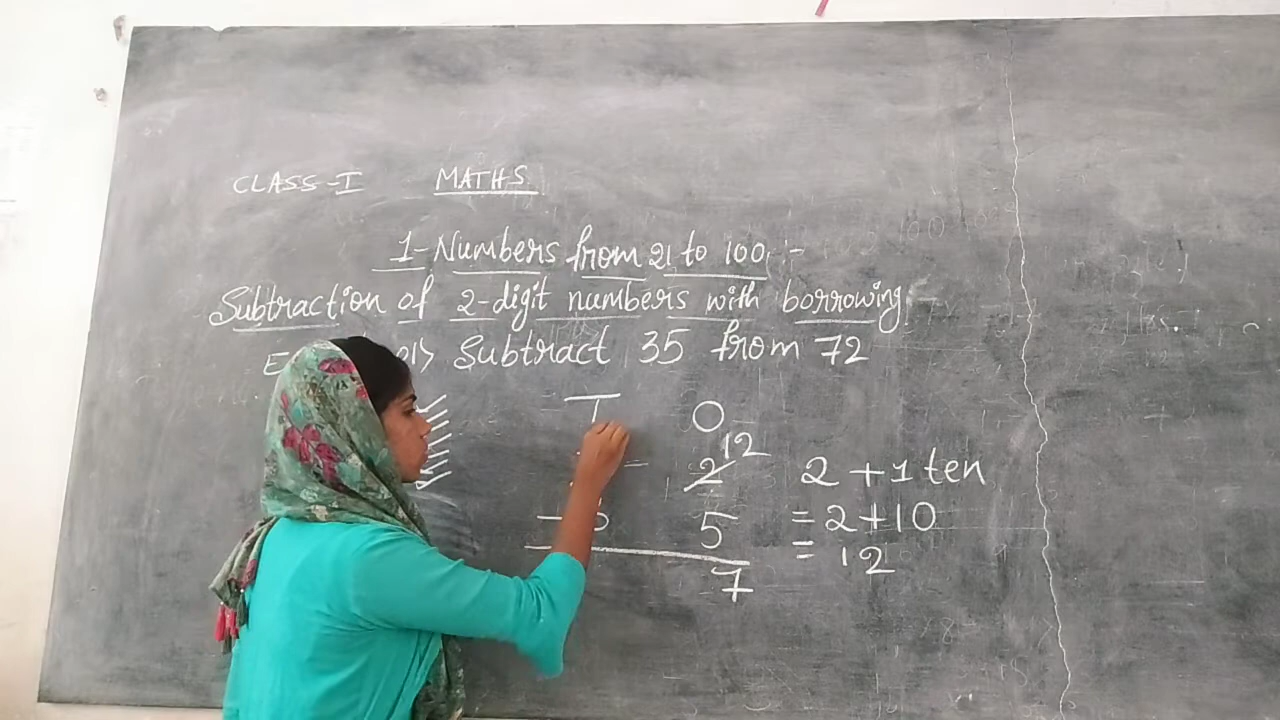 CLASS-I MATHS
1-Numbers from 21 to 100 :-
Subtraction of 2-digit numbers with borrowing:-
Subtract 35 from 72
T O
12
2 2 + 1 ten
- 3 5 = 2+10
= 12
7